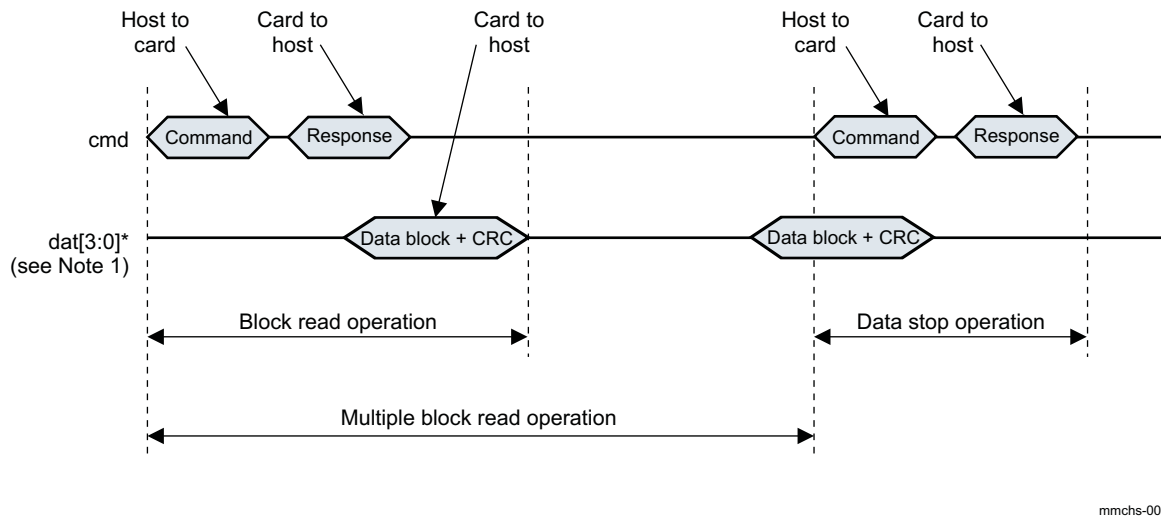 Host to
card
Card to
host
Card to
host
Host to
card
Card to
host
cmd
Command
Response
Command
Response
dat[3:0]*
(see Note 1)
Data block + CRC
Data block + CRC
Block read operation
Data stop operation
Multiple block read operation
mmchs-00